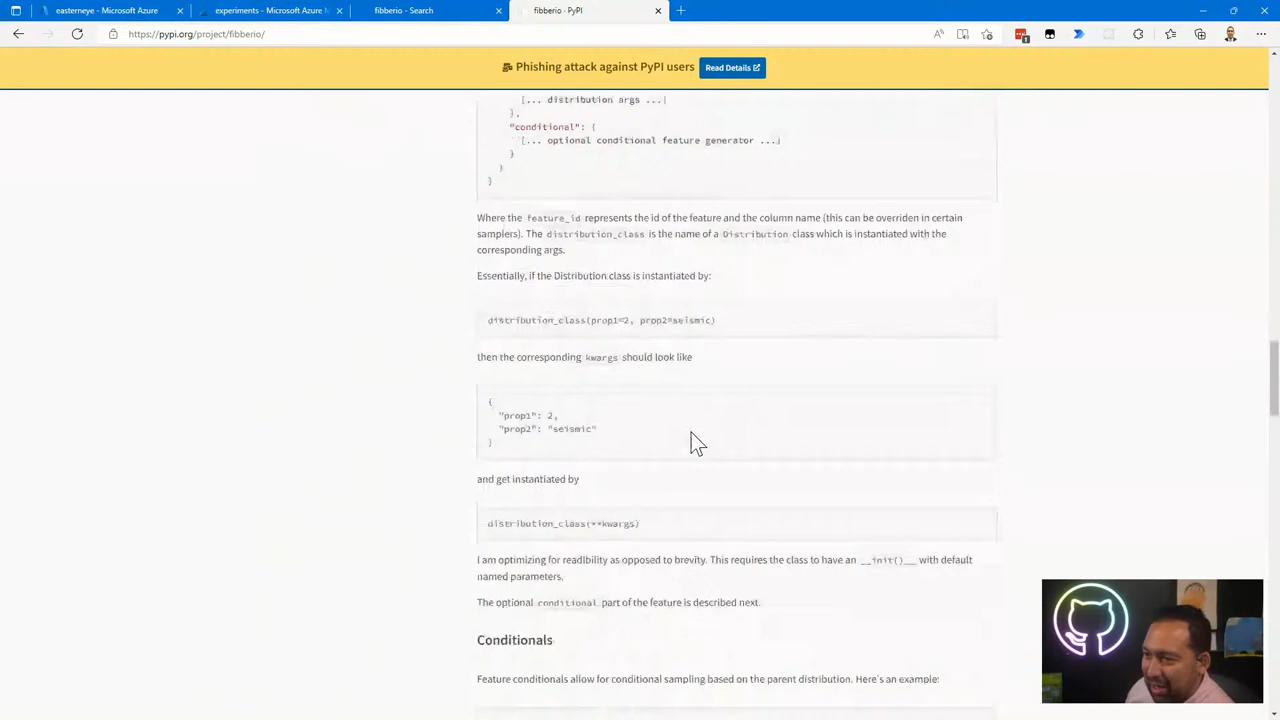 easterneye - Microsoft Azure
experiments - Microsoft Azure M
fibberio - Search
fibberio · PyPI
https://pypi.org/project/fibberio/
Phishing attack against PyPI users
Read Details
[... distribution args ...]
},
"conditional": {
[... optional conditional feature generator ...]
}
}
}
Where the feature_id represents the id of the feature and the column name (this can be overriden in certain
samplers). The distribution_class is the name of a Distribution class which is instantiated with the
corresponding args.
Essentially, if the Distribution class is instantiated by:
distribution_class(prop1=2, prop2=seismic)
then the corresponding kwargs should look like
{
"prop1": 2,
"prop2": "seismic"
}
and get instantiated by
distribution_class(**kwargs)
I am optimizing for readibility as opposed to brevity. This requires the class to have an __init()__ with default
named parameters.
The optional conditional part of the feature is described next.
Conditionals
Feature conditionals allow for conditional sampling based on the parent distribution. Here's an example: